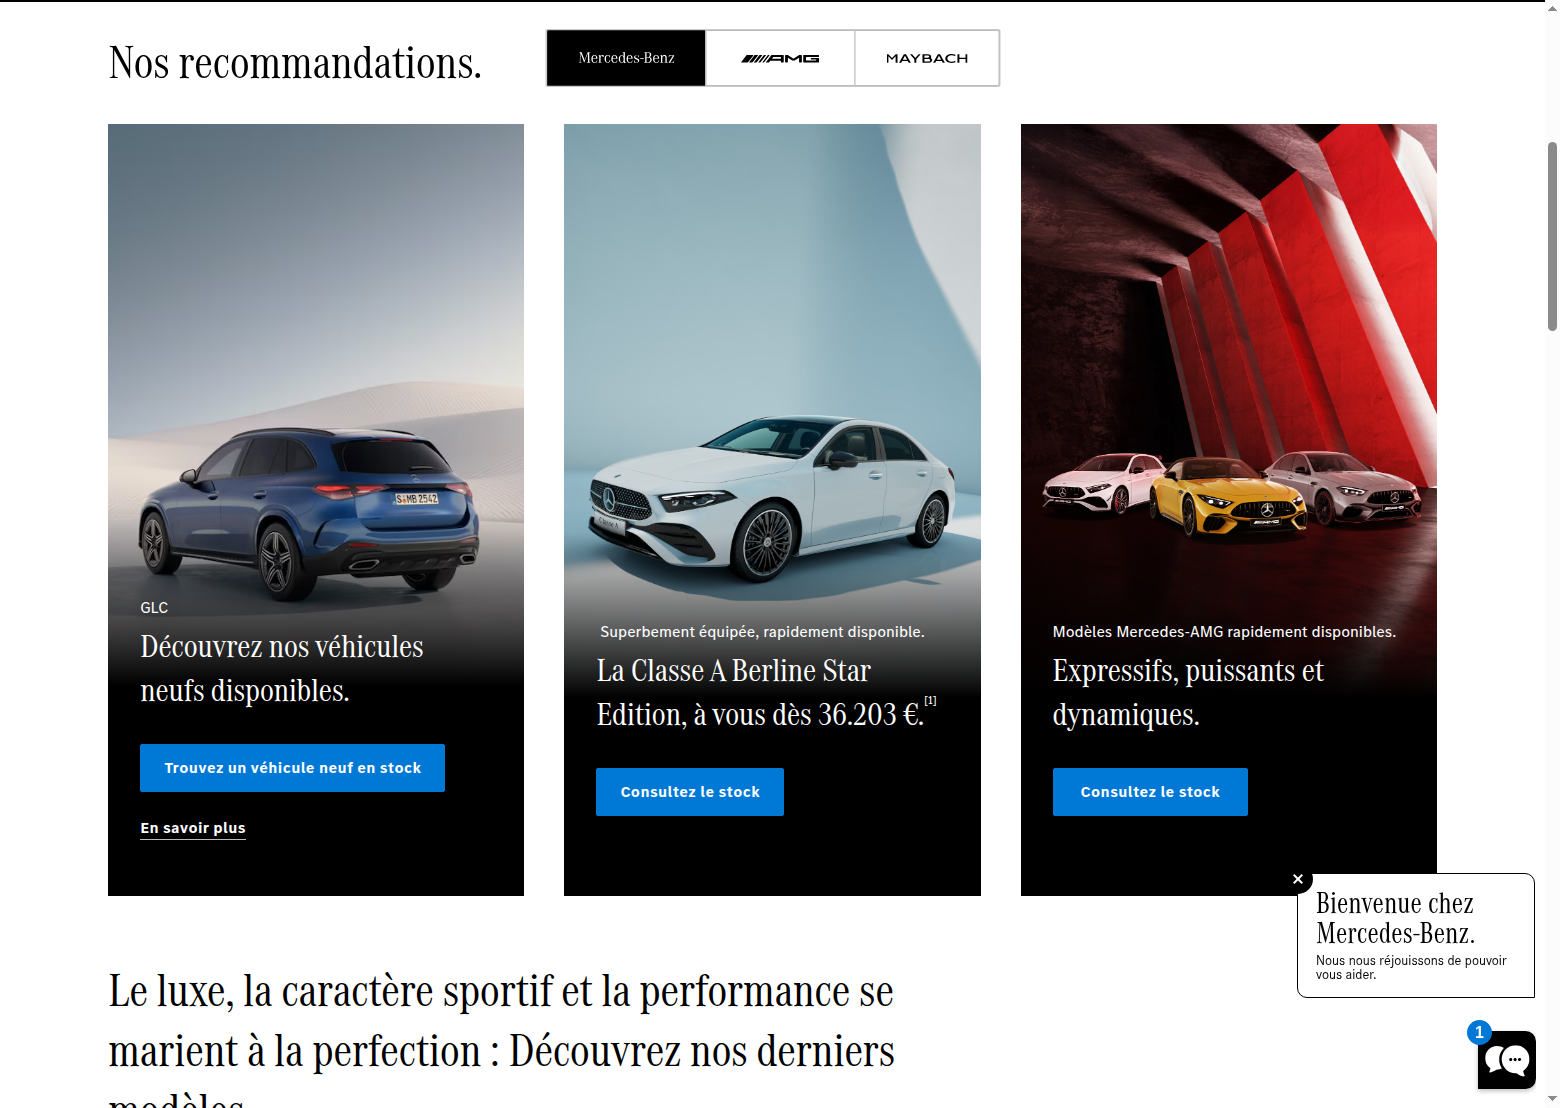 Nos recommandations.
Mercedes-Benz
AMG
MAYBACH
S·MB 2542
GLC
Découvrez nos véhicules
neufs disponibles.
Trouvez un véhicule neuf en stock
En savoir plus
Classe A
Superbement équipée, rapidement disponible.
La Classe A Berline Star
Edition, à vous dès 36.203 €.[1]
Consultez le stock
AMG
Modèles Mercedes-AMG rapidement disponibles.
Expressifs, puissants et
dynamiques.
Consultez le stock
Bienvenue chez
Mercedes-Benz.
Nous nous réjouissons de pouvoir
vous aider.
Le luxe, la caractère sportif et la performance se
marient à la perfection : Découvrez nos derniers
modèles
1